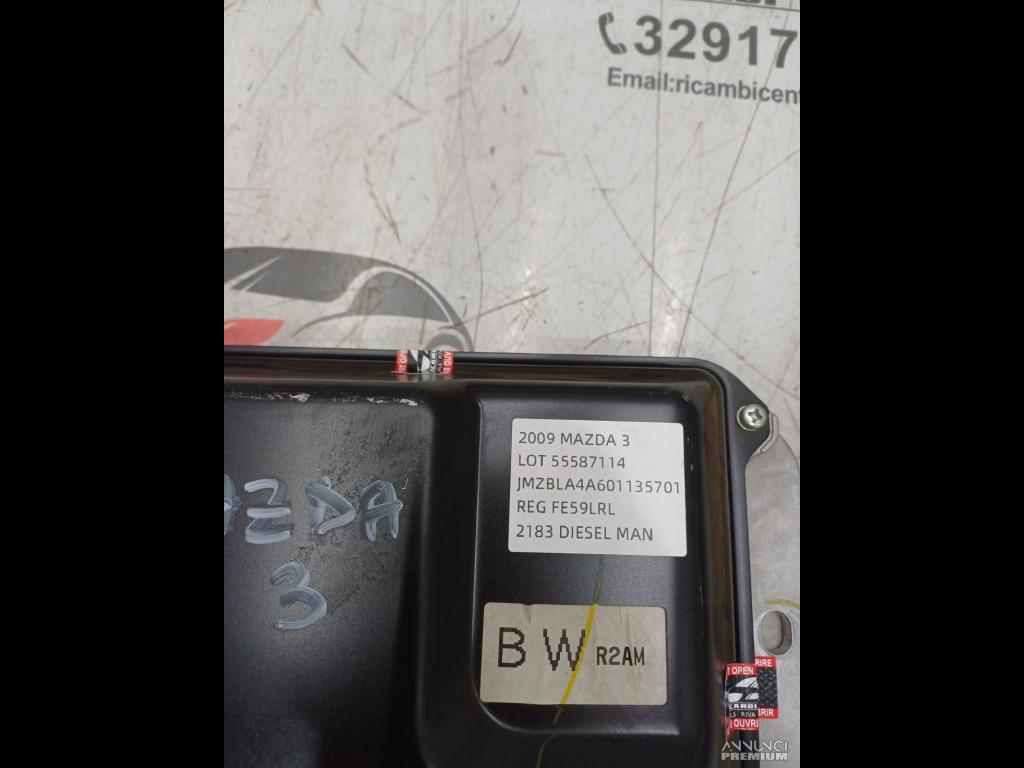 32917
Email:ricambicent
2009 MAZDA 3
LOT 55587114
JMZBLA4A601135701
REG FE59LRL
2183 DIESEL MAN
ZDA
3
B W R2AM
T OPEN
OUVRI
ANNUNCI
PREMIUM